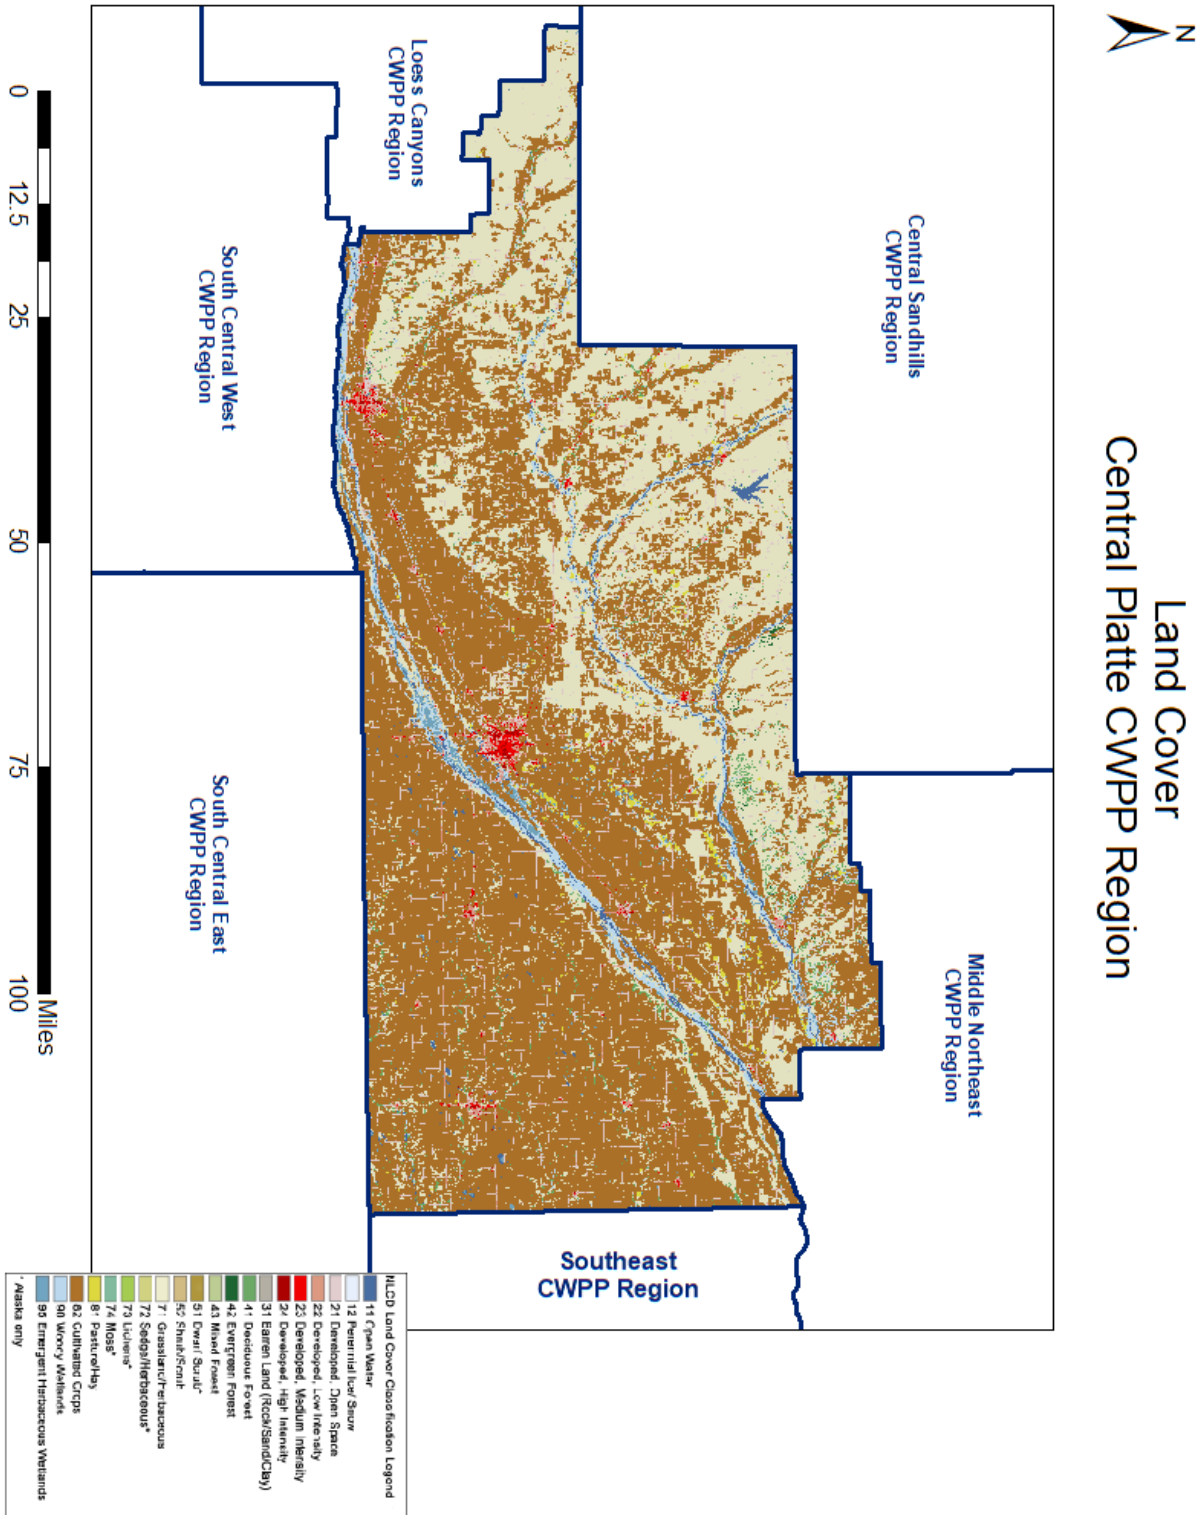 Land Cover
Central Platte CWPP Region
N
Central Sandhills
CWPP Region
Loess Canyons
CWPP Region
Middle Northeast
CWPP Region
South Central West
CWPP Region
South Central East
CWPP Region
Southeast
CWPP Region
0 12.5 25 50 75 100
Miles
NLCD Land Cover Classification Legend
11 Open Water
12 Perennial Ice/ Snow
21 Developed, Open Space
22 Developed, Low Intensity
23 Developed, Medium Intensity
24 Developed, High Intensity
31 Barren Land (Rock/Sand/Clay)
41 Deciduous Forest
42 Evergreen Forest
43 Mixed Forest
51 Dwarf Scrub*
52 Shrub/Scrub
71 Grassland/Herbaceous
72 Sedge/Herbaceous*
73 Lichens*
74 Moss*
81 Pasture/Hay
82 Cultivated Crops
90 Woody Wetlands
95 Emergent Herbaceous Wetlands
* Alaska only